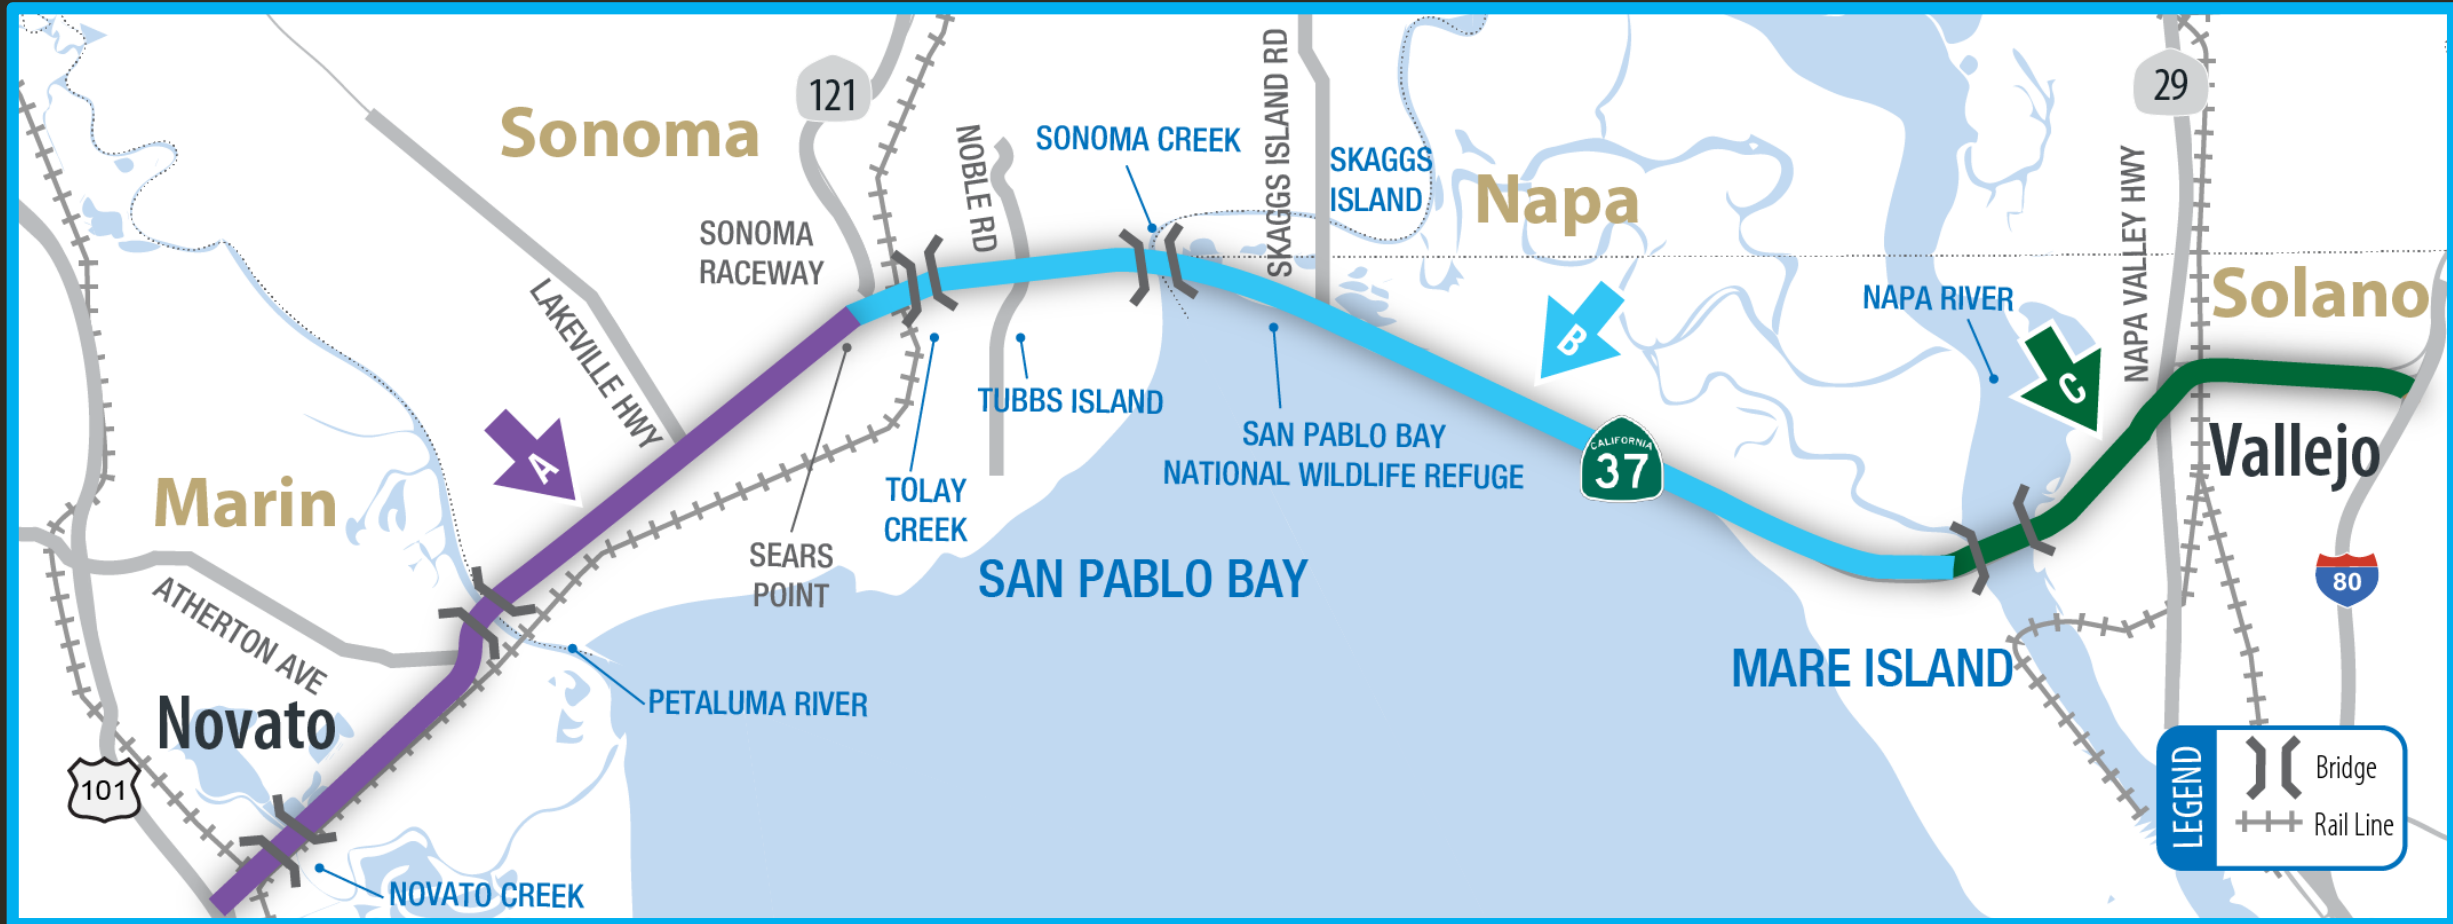 121
29
Sonoma
SONOMA CREEK
SKAGGS ISLAND RD
SKAGGS
ISLAND
NOBLE RD
Napa
NAPA VALLEY HWY
SONOMA
RACEWAY
Solano
NAPA RIVER
LAKEVILLE HWY
B
C
TUBBS ISLAND
SAN PABLO BAY
NATIONAL WILDLIFE REFUGE
CALIFORNIA
37
Vallejo
A
Marin
TOLAY
CREEK
SEARS
POINT
SAN PABLO BAY
80
ATHERTON AVE
MARE ISLAND
Novato
PETALUMA RIVER
101
NOVATO CREEK
LEGEND
Bridge
Rail Line